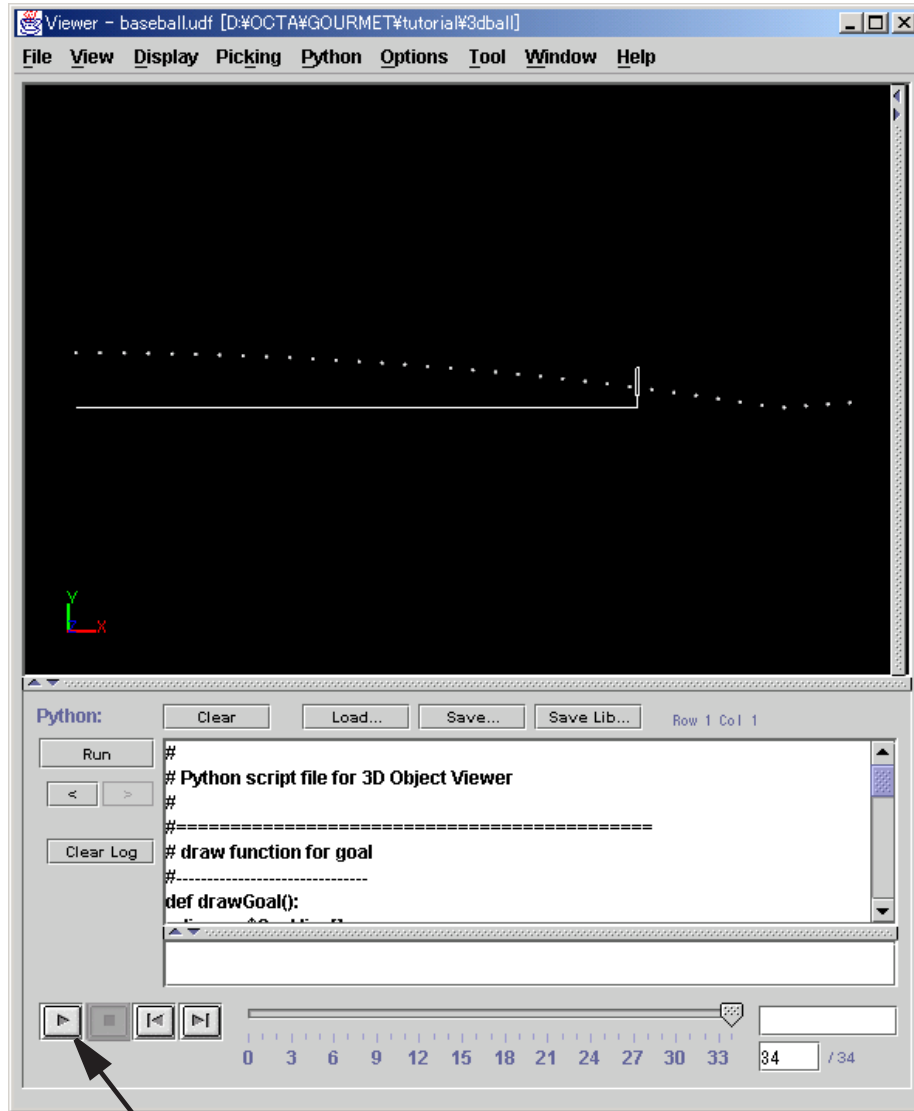 Viewer - baseball.udf [D:¥OCTA¥GOURMET¥tutorial¥3dball]
File View Display Picking Python Options Tool Window Help
Y
Z X
Python: Clear Load... Save... Save Lib... Row 1 Col 1
Run
< >
Clear Log
#
# Python script file for 3D Object Viewer
#
#============================================
# draw function for goal
#-------------------------------
def drawGoal():
0 3 6 9 12 15 18 21 24 27 30 33
34 / 34